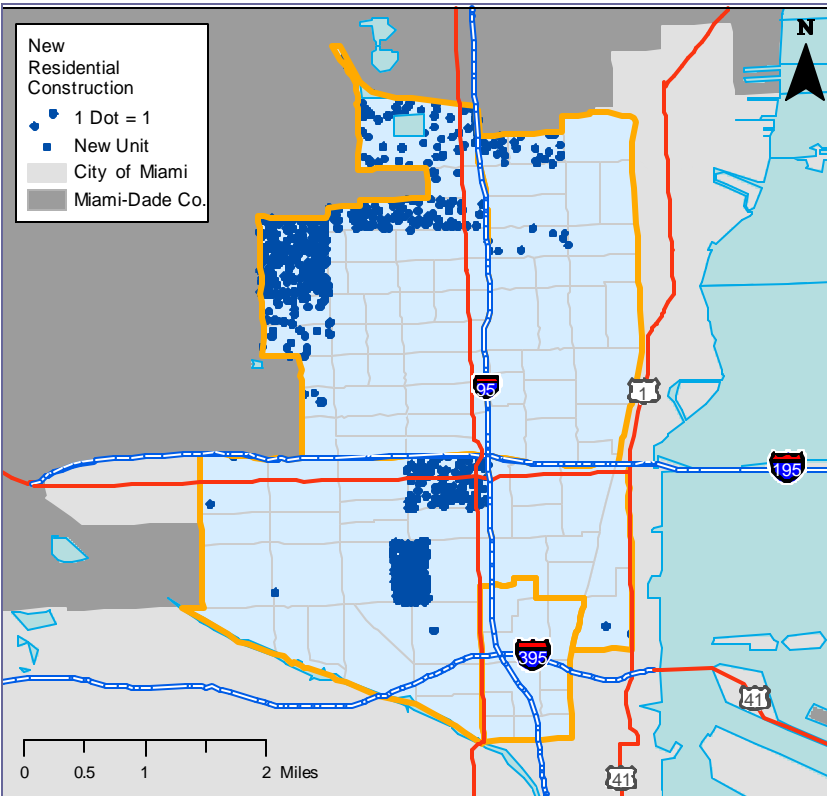 New
Residential
Construction
1 Dot = 1
New Unit
City of Miami
Miami-Dade Co.
N
95
1
195
395
41
41
0 0.5 1 2 Miles